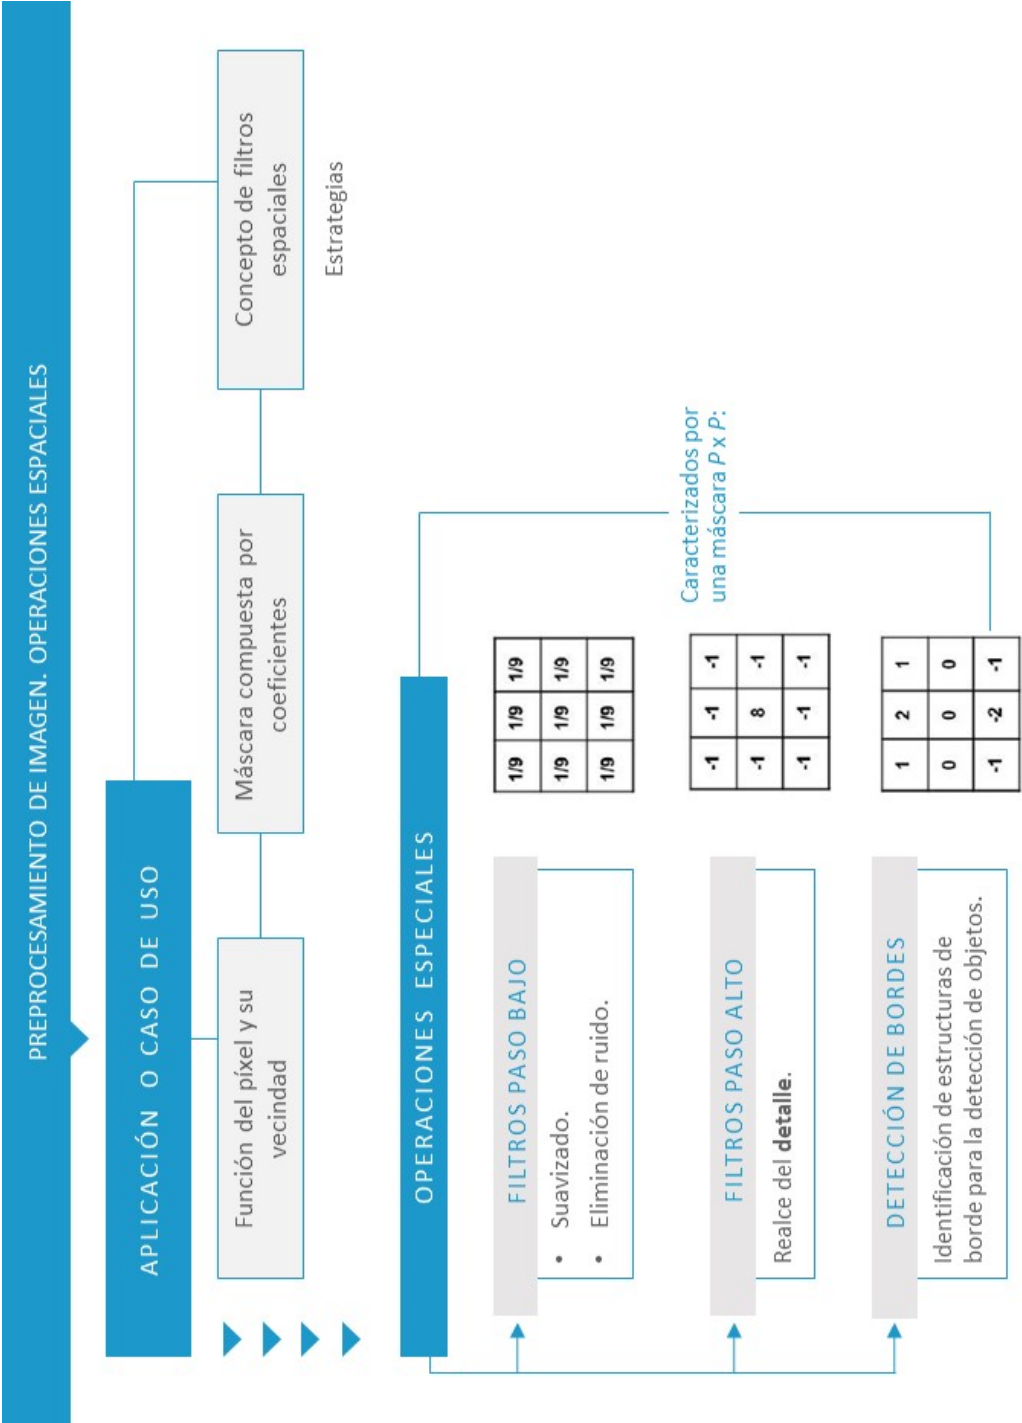 PREPROCESAMIENTO DE IMAGEN. OPERACIONES ESPACIALES
APLICACIÓN O CASO DE USO
Función del píxel y su
vecindad
Máscara compuesta por
coeficientes
Concepto de filtros
espaciales
Estrategias
OPERACIONES ESPECIALES
Caracterizados por
una máscara P x P:
FILTROS PASO BAJO
• Suavizado.
• Eliminación de ruido.
1/9 1/9 1/9
1/9 1/9 1/9
1/9 1/9 1/9
FILTROS PASO ALTO
Realce del detalle.
-1 -1 -1
-1 8 -1
-1 -1 -1
DETECCIÓN DE BORDES
Identificación de estructuras de
borde para la detección de objetos.
1 2 1
0 0 0
-1 -2 -1